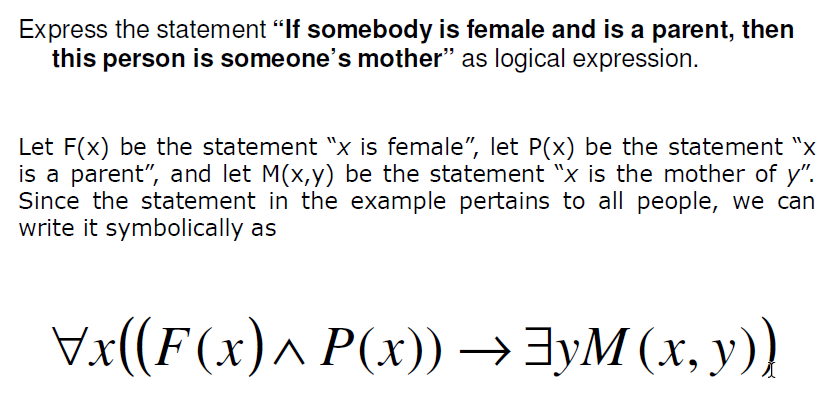 Express the statement “If somebody is female and is a parent, then
this person is someone’s mother” as logical expression.
Let F(x) be the statement “x is female”, let P(x) be the statement “x
is a parent”, and let M(x,y) be the statement “x is the mother of y”.
Since the statement in the example pertains to all people, we can
write it symbolically as
∀x((F(x)∧ P(x)) → ∃yM(x, y))